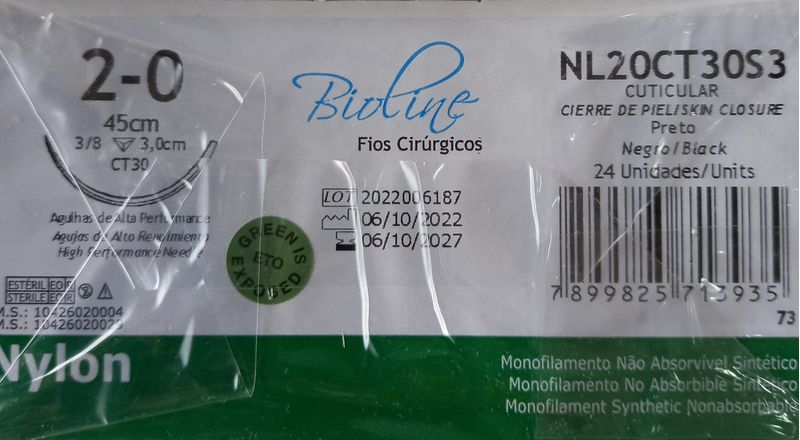 2-0
45cm
3/8 3,0cm
CT30
Agulhas de Alta Performance
Agujas de Alto Rendimiento
High Performance Needle
ESTÉRIL EO
STERILE EO
M.S.: 10426020004
M.S.: 10426020023
Bioline
Fios Cirúrgicos
LOT 2022006187
06/10/2022
06/10/2027
GREEN IS
ETO
EXPOSED
NL20CT30S3
CUTICULAR
CIERRE DE PIEL/SKIN CLOSURE
Preto
Negro/Black
24 Unidades/Units
7 899825 713935
73
Nylon
Monofilamento Não Absorvível Sintético
Monofilamento No Absorbible Sintético
Monofilament Synthetic Nonabsorbable